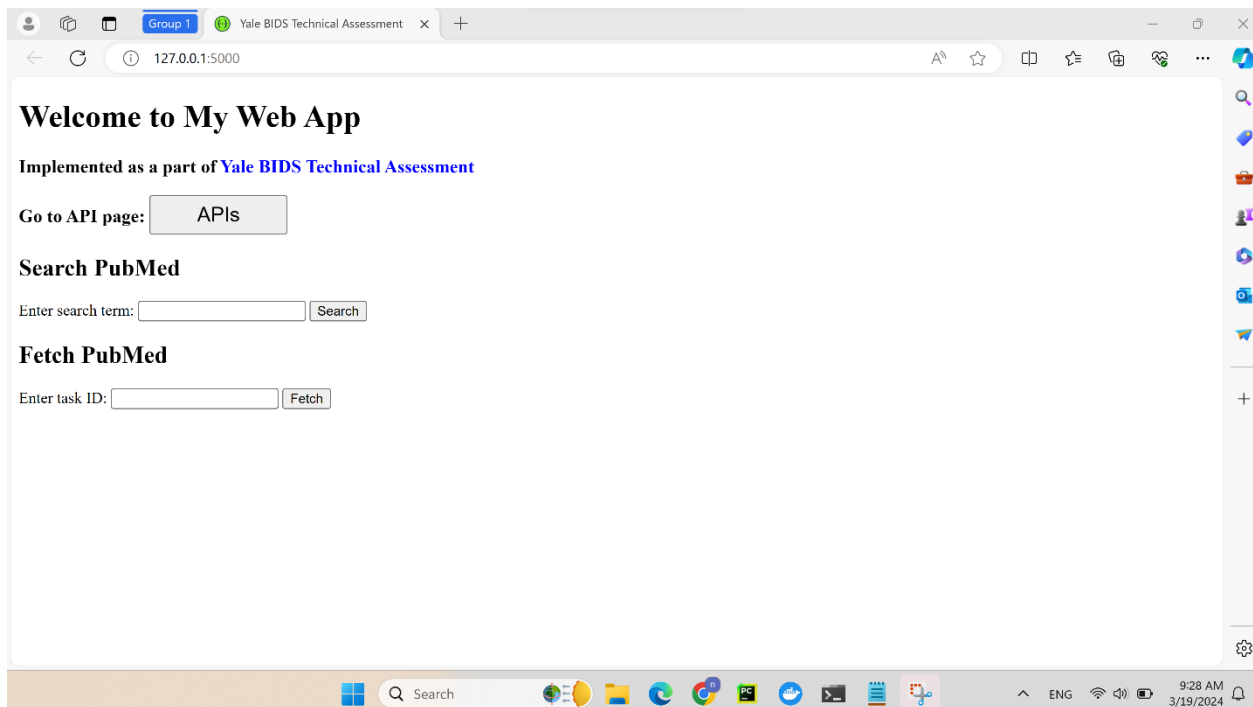 Group 1 Yale BIDS Technical Assessment
127.0.0.1:5000
Welcome to My Web App
Implemented as a part of Yale BIDS Technical Assessment
Go to API page: APIs
Search PubMed
Enter search term: Search
Fetch PubMed
Enter task ID: Fetch
Search ENG 9:28 AM
3/19/2024